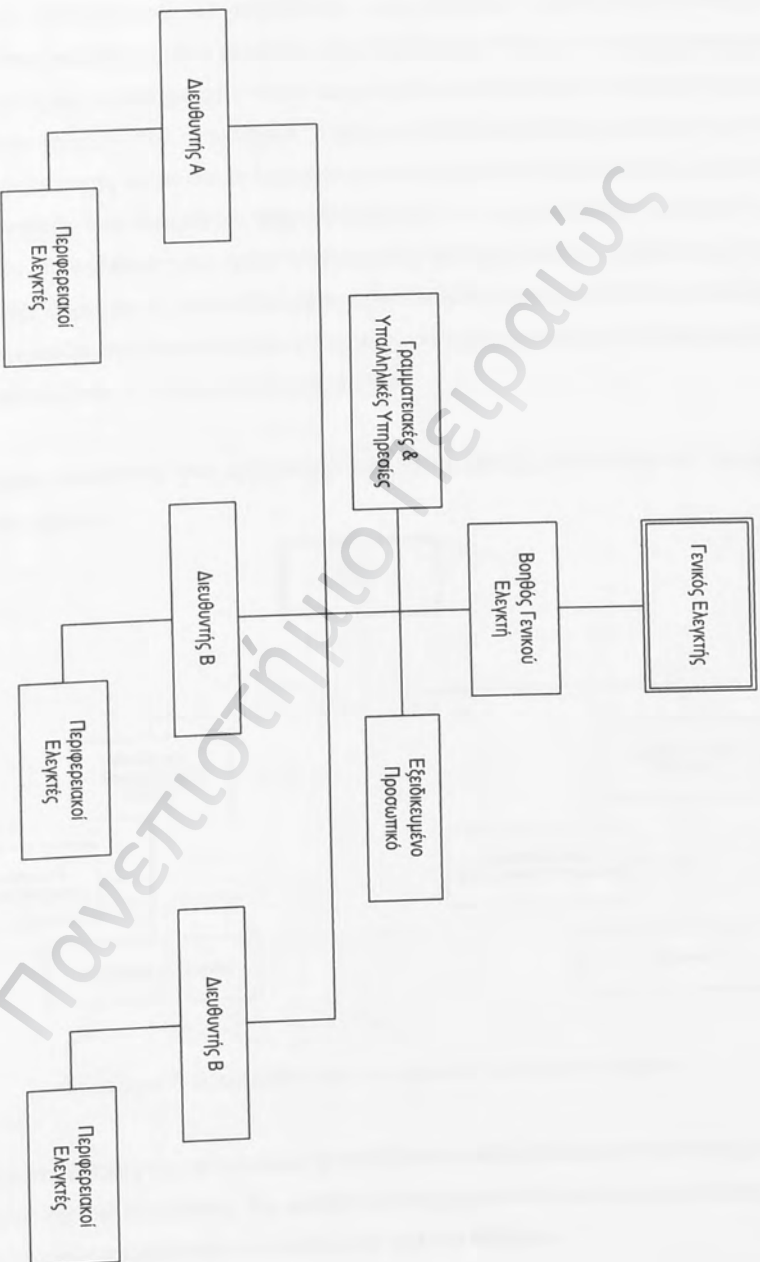 Γενικός Ελεγκτής
Βοηθός Γενικού
Ελεγκτή
Γραμματειακές &
Υπαλληλικές Υπηρεσίες
Εξειδικευμένο
Προσωπικό
Διευθυντής Α
Διευθυντής Β
Διευθυντής Β
Περιφερειακοί
Ελεγκτές
Περιφερειακοί
Ελεγκτές
Περιφερειακοί
Ελεγκτές
Πανεπιστήμιο Πειραιώς